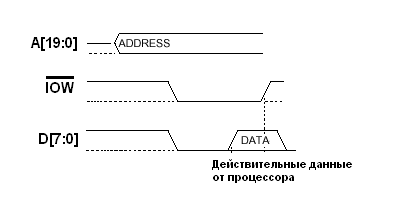 A[19:0]
ADDRESS
IOW
D[7:0]
DATA
Действительные данные
от процессора